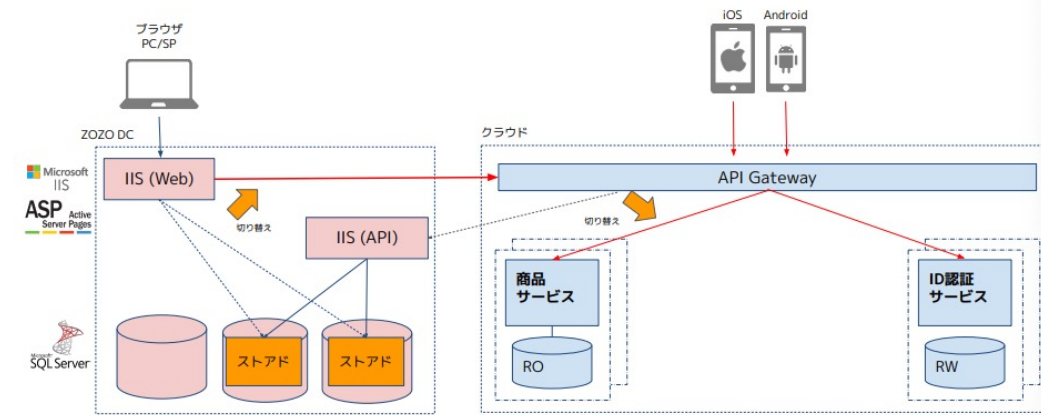 ブラウザ
PC/SP
iOS
Android
ZOZO DC
クラウド
Microsoft
IIS
ASP Active
Server Pages
IIS (Web)
API Gateway
切り替え
切り替え
IIS (API)
商品
サービス
ID認証
サービス
Microsoft
SQL Server
ストアド
ストアド
RO
RW